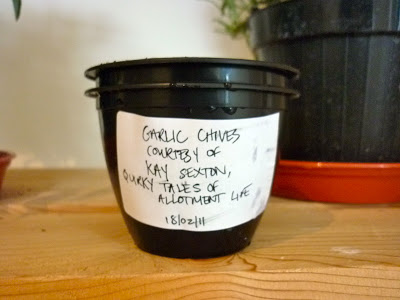 GARLIC CHIVES
COURTESY OF
KAY SEXTON,
QUIRKY TALES OF
ALLOTMENT LIFE
18/02/11